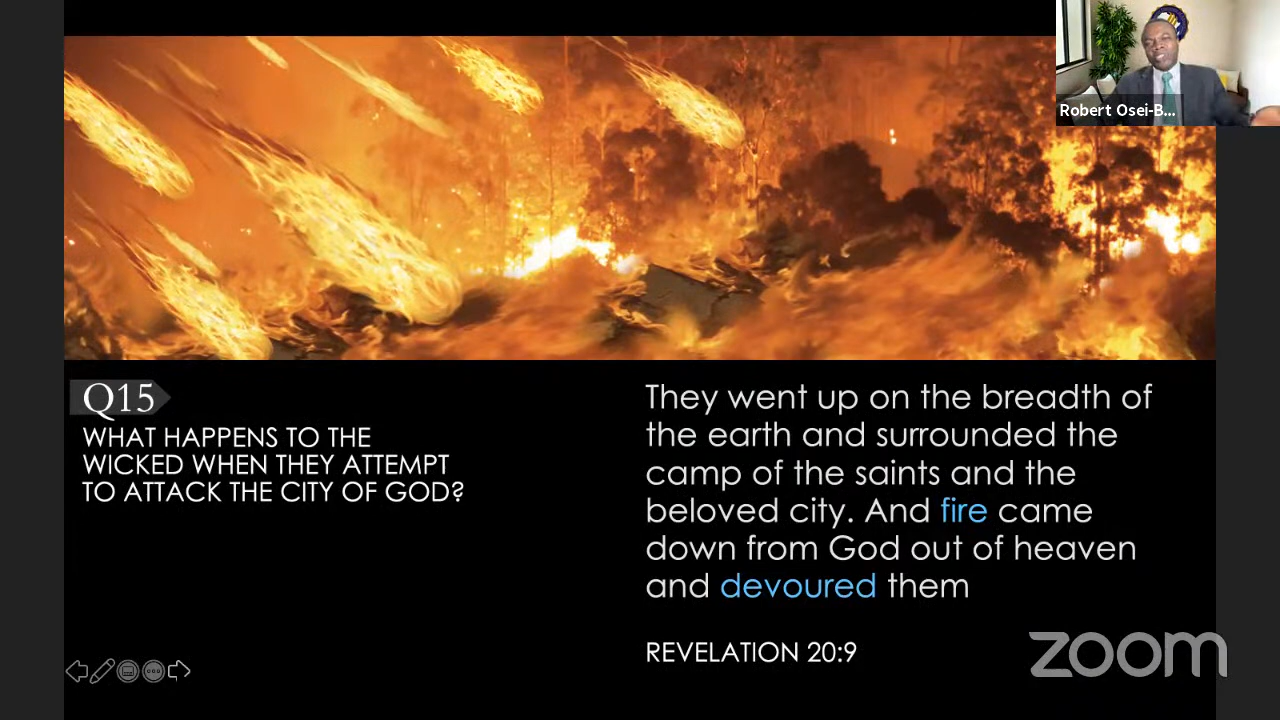 Robert Osei-B...
Q15
WHAT HAPPENS TO THE
WICKED WHEN THEY ATTEMPT
TO ATTACK THE CITY OF GOD?
They went up on the breadth of
the earth and surrounded the
camp of the saints and the
beloved city. And fire came
down from God out of heaven
and devoured them
REVELATION 20:9
zoom